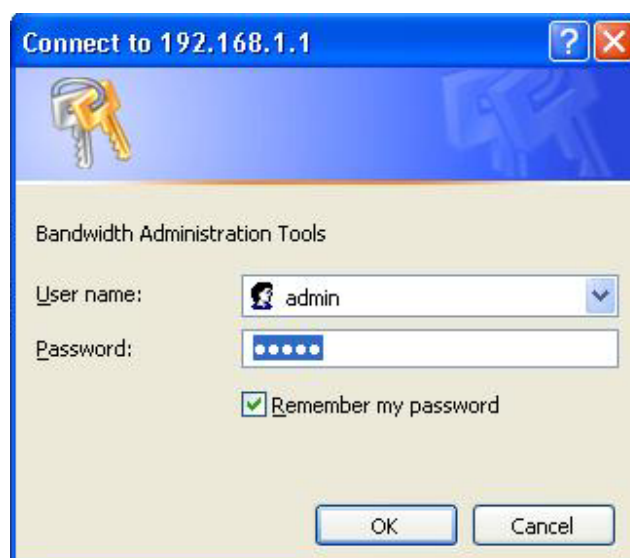 Connect to 192.168.1.1
?
Bandwidth Administration Tools
User name: admin
Password: •••••
Remember my password
OK Cancel